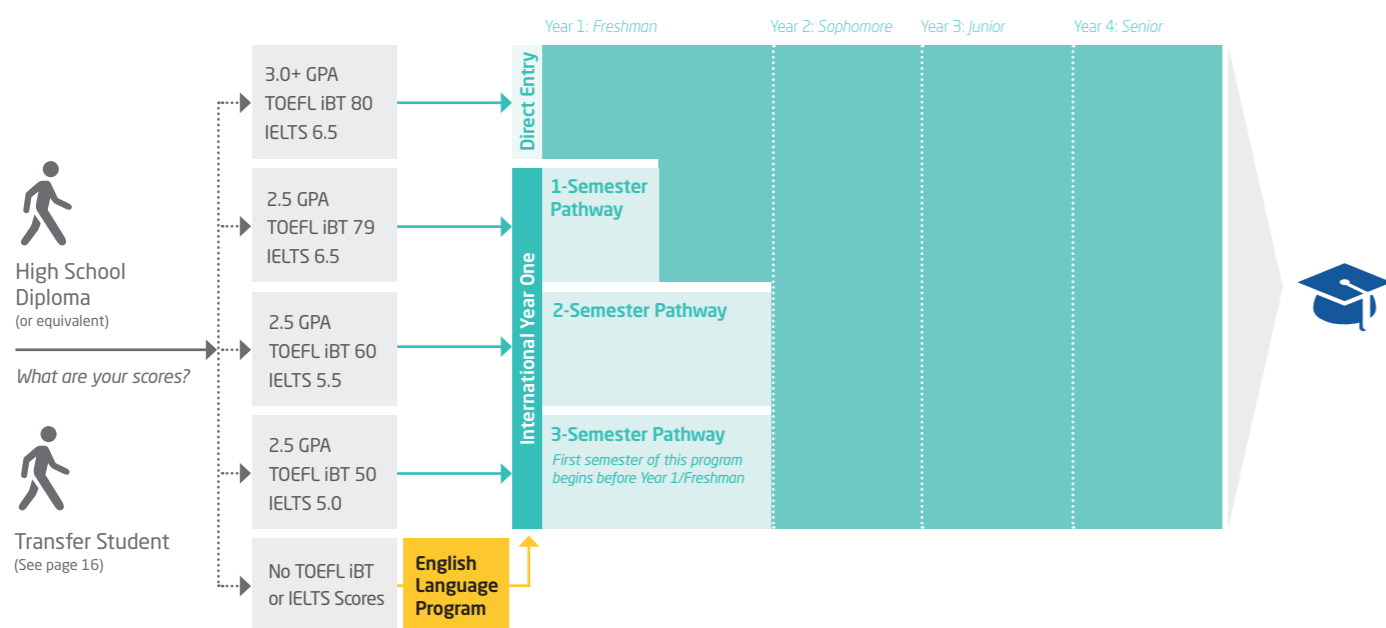 Year 1: Freshman
Year 2: Sophomore
Year 3: Junior
Year 4: Senior
High School
Diploma
(or equivalent)
What are your scores?
Transfer Student
(See page 16)
3.0+ GPA
TOEFL iBT 80
IELTS 6.5
2.5 GPA
TOEFL iBT 79
IELTS 6.5
2.5 GPA
TOEFL iBT 60
IELTS 5.5
2.5 GPA
TOEFL iBT 50
IELTS 5.0
No TOEFL iBT
or IELTS Scores
English
Language
Program
Direct Entry
International Year One
1-Semester
Pathway
2-Semester Pathway
3-Semester Pathway
First semester of this program
begins before Year 1/Freshman